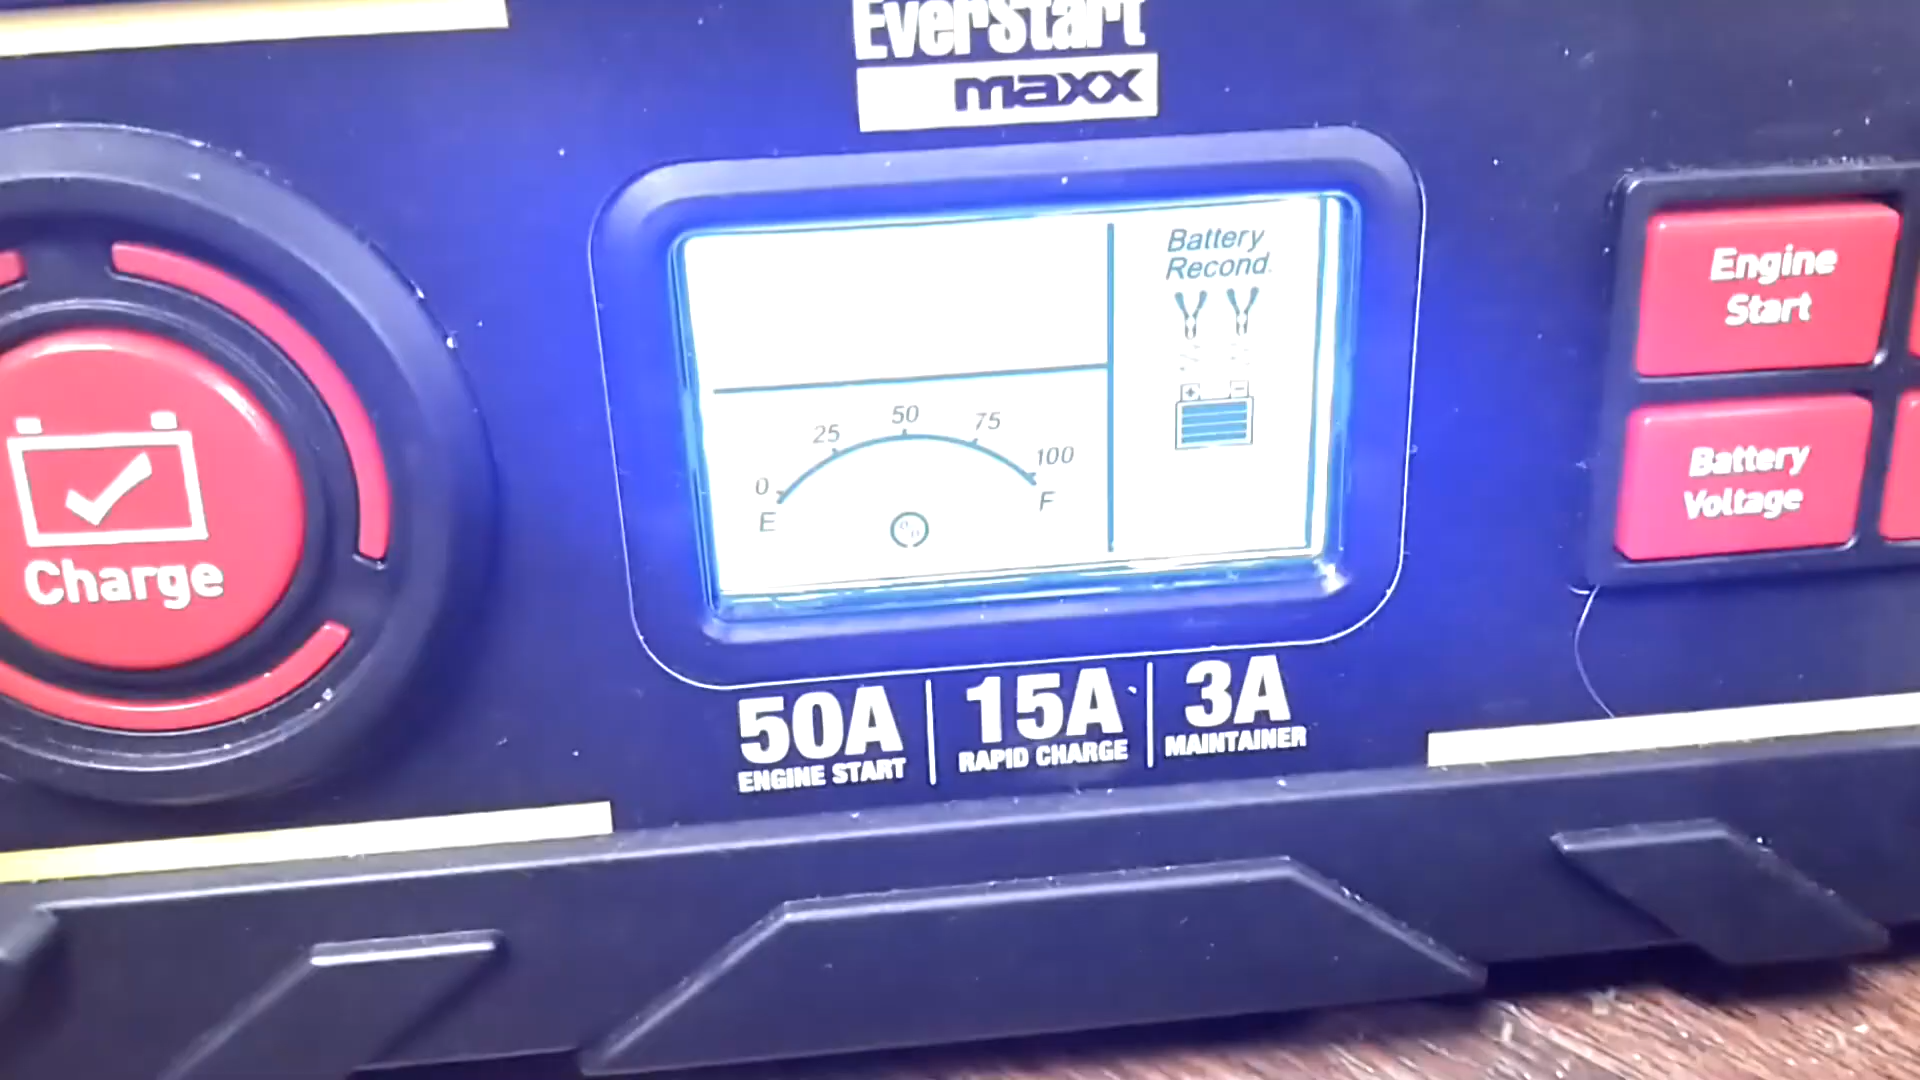 EverStart
maxx
Battery
Recond.
0 25 50 75 100
E F
%
+ -
Charge
Engine
Start
Battery
Voltage
50A
ENGINE START
15A
RAPID CHARGE
3A
MAINTAINER